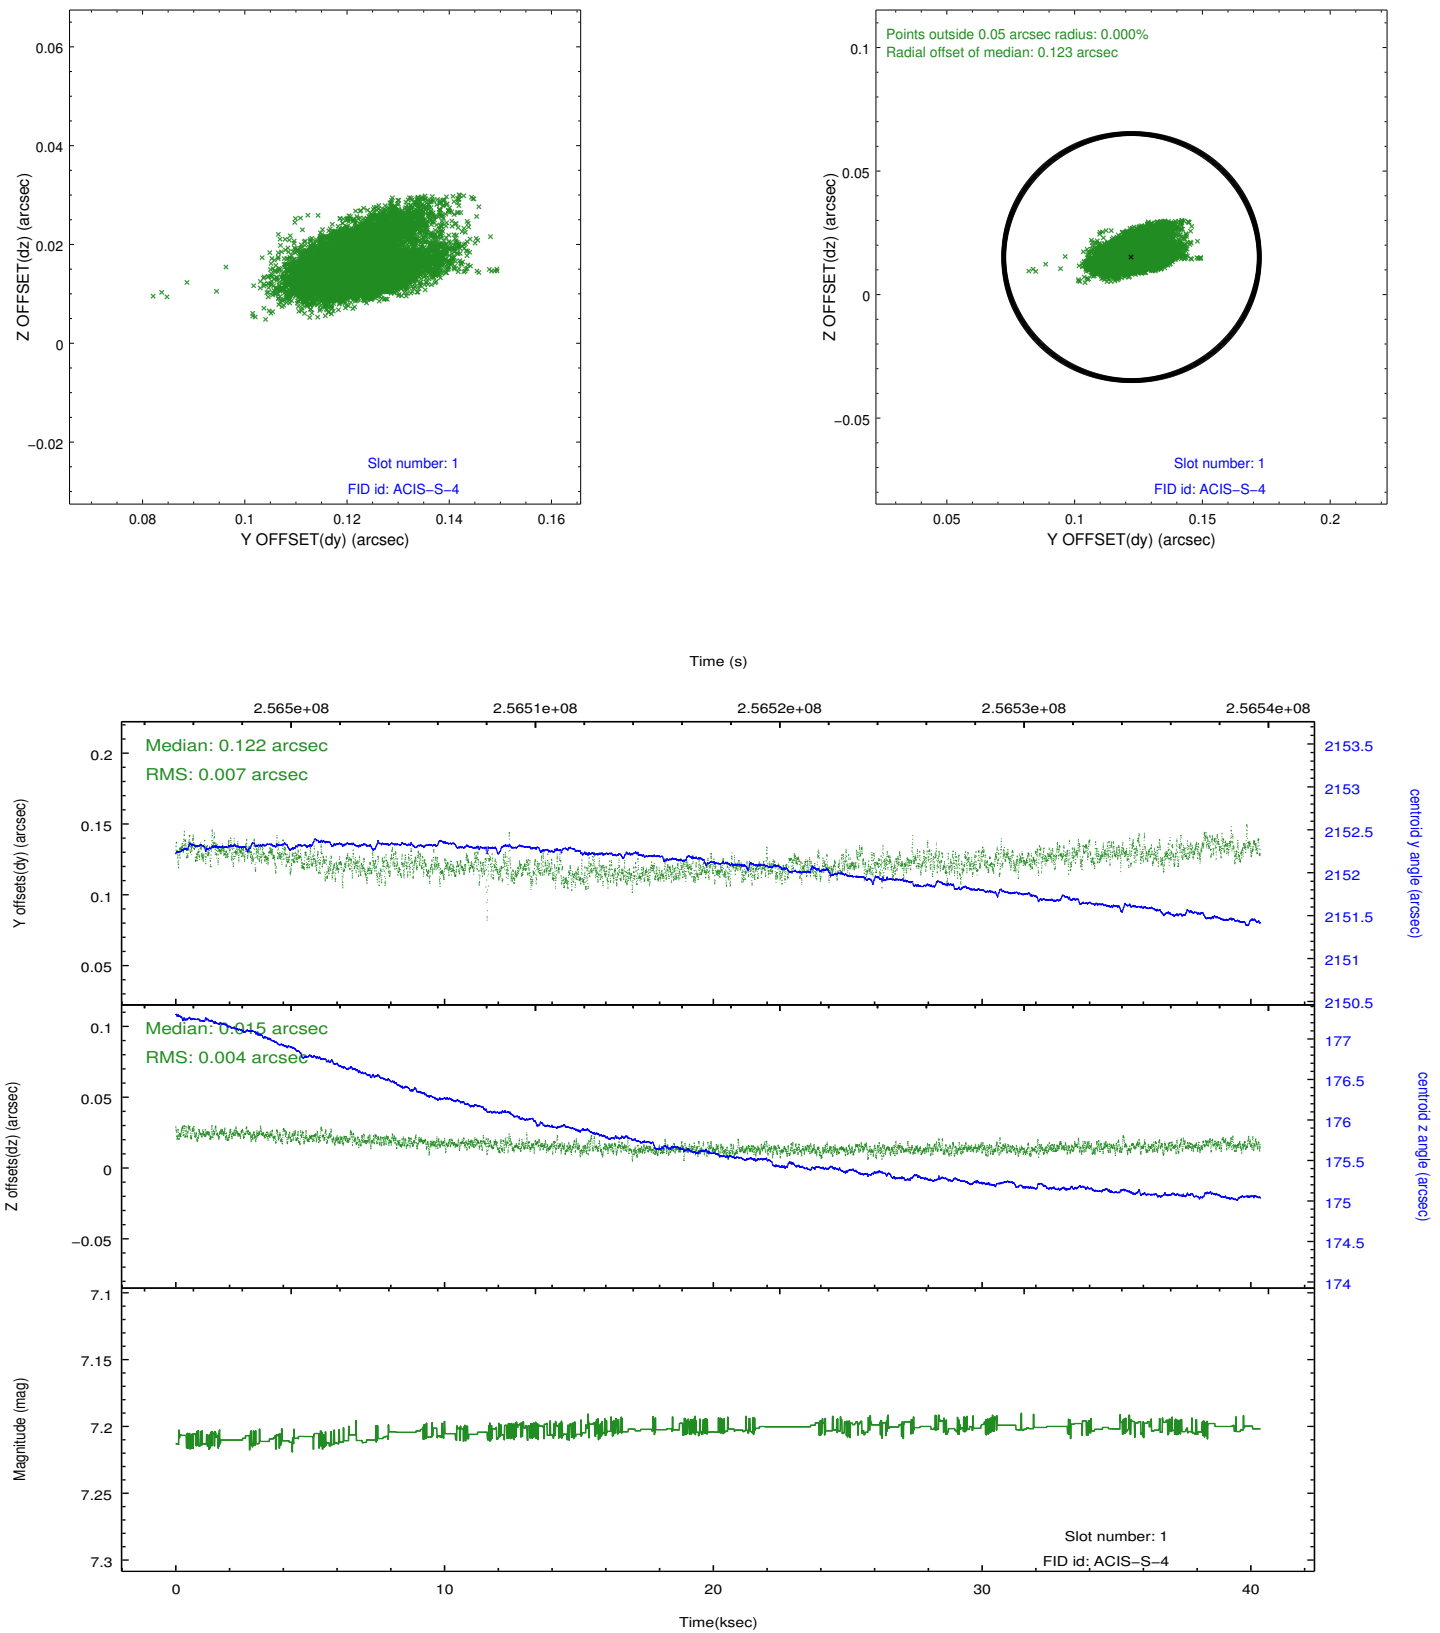 0.06
0.04
0.02
0
−0.02
Z OFFSET(dz) (arcsec)
Slot number: 1
FID id: ACIS−S−4
0.08
0.1
0.12
0.14
0.16
Y OFFSET(dy) (arcsec)
Points outside 0.05 arcsec radius: 0.000%
Radial offset of median: 0.123 arcsec
0.1
0.05
0
−0.05
Z OFFSET(dz) (arcsec)
Slot number: 1
FID id: ACIS−S−4
0.05
0.1
0.15
0.2
Y OFFSET(dy) (arcsec)
Time (s)
2.565e+08
2.5651e+08
2.5652e+08
2.5653e+08
2.5654e+08
Median: 0.122 arcsec
RMS: 0.007 arcsec
0.2
0.15
0.1
0.05
Y offsets(dy) (arcsec)
2153.5
2153
2152.5
2152
2151.5
2151
2150.5
centroid y angle (arcsec)
Median: 0.015 arcsec
RMS: 0.004 arcsec
0.1
0.05
0
−0.05
Z offsets(dz) (arcsec)
177
176.5
176
175.5
175
174.5
174
centroid z angle (arcsec)
7.1
7.15
7.2
7.25
7.3
Magnitude (mag)
Slot number: 1
FID id: ACIS−S−4
0
10
20
30
40
Time(ksec)